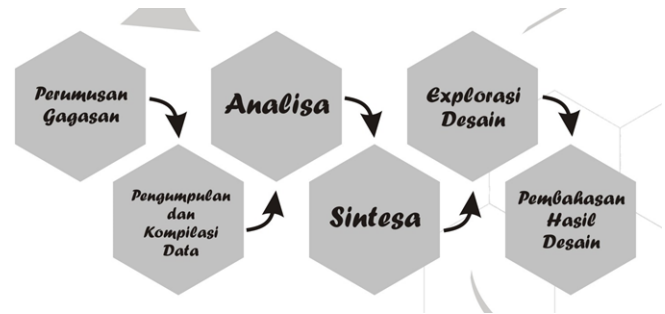 Perumusan
Gagasan
Pengumpulan
dan
Kompilasi
Data
Analisa
Sintesa
Explorasi
Desain
Pembahasan
Hasil
Desain